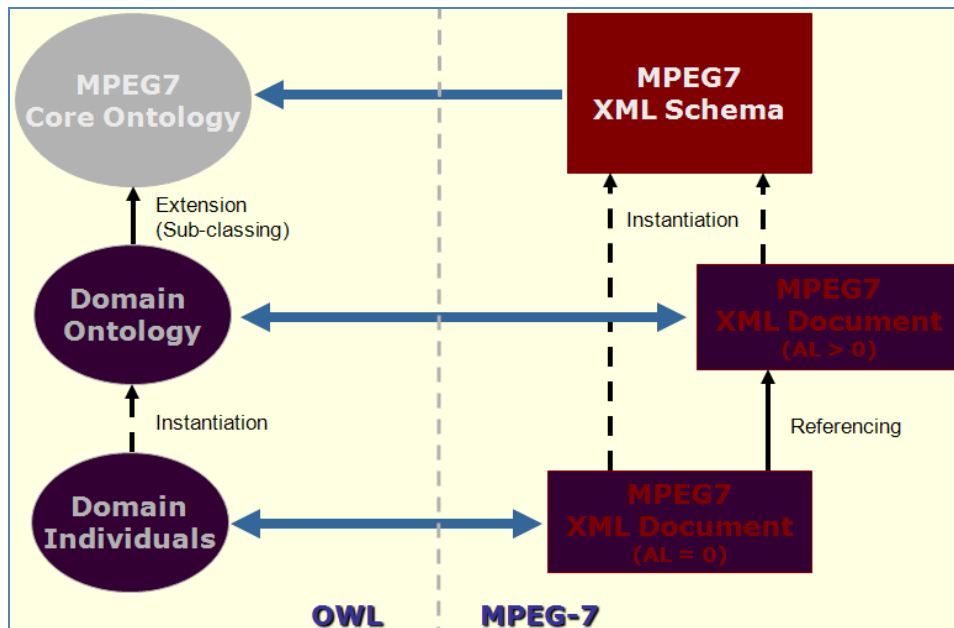 MPEG7
Core Ontology
MPEG7
XML Schema
Extension
(Sub-classing)
Instantiation
Domain
Ontology
MPEG7
XML Document
(AL > 0)
Instantiation
Referencing
Domain
Individuals
MPEG7
XML Document
(AL = 0)
OWL
MPEG-7